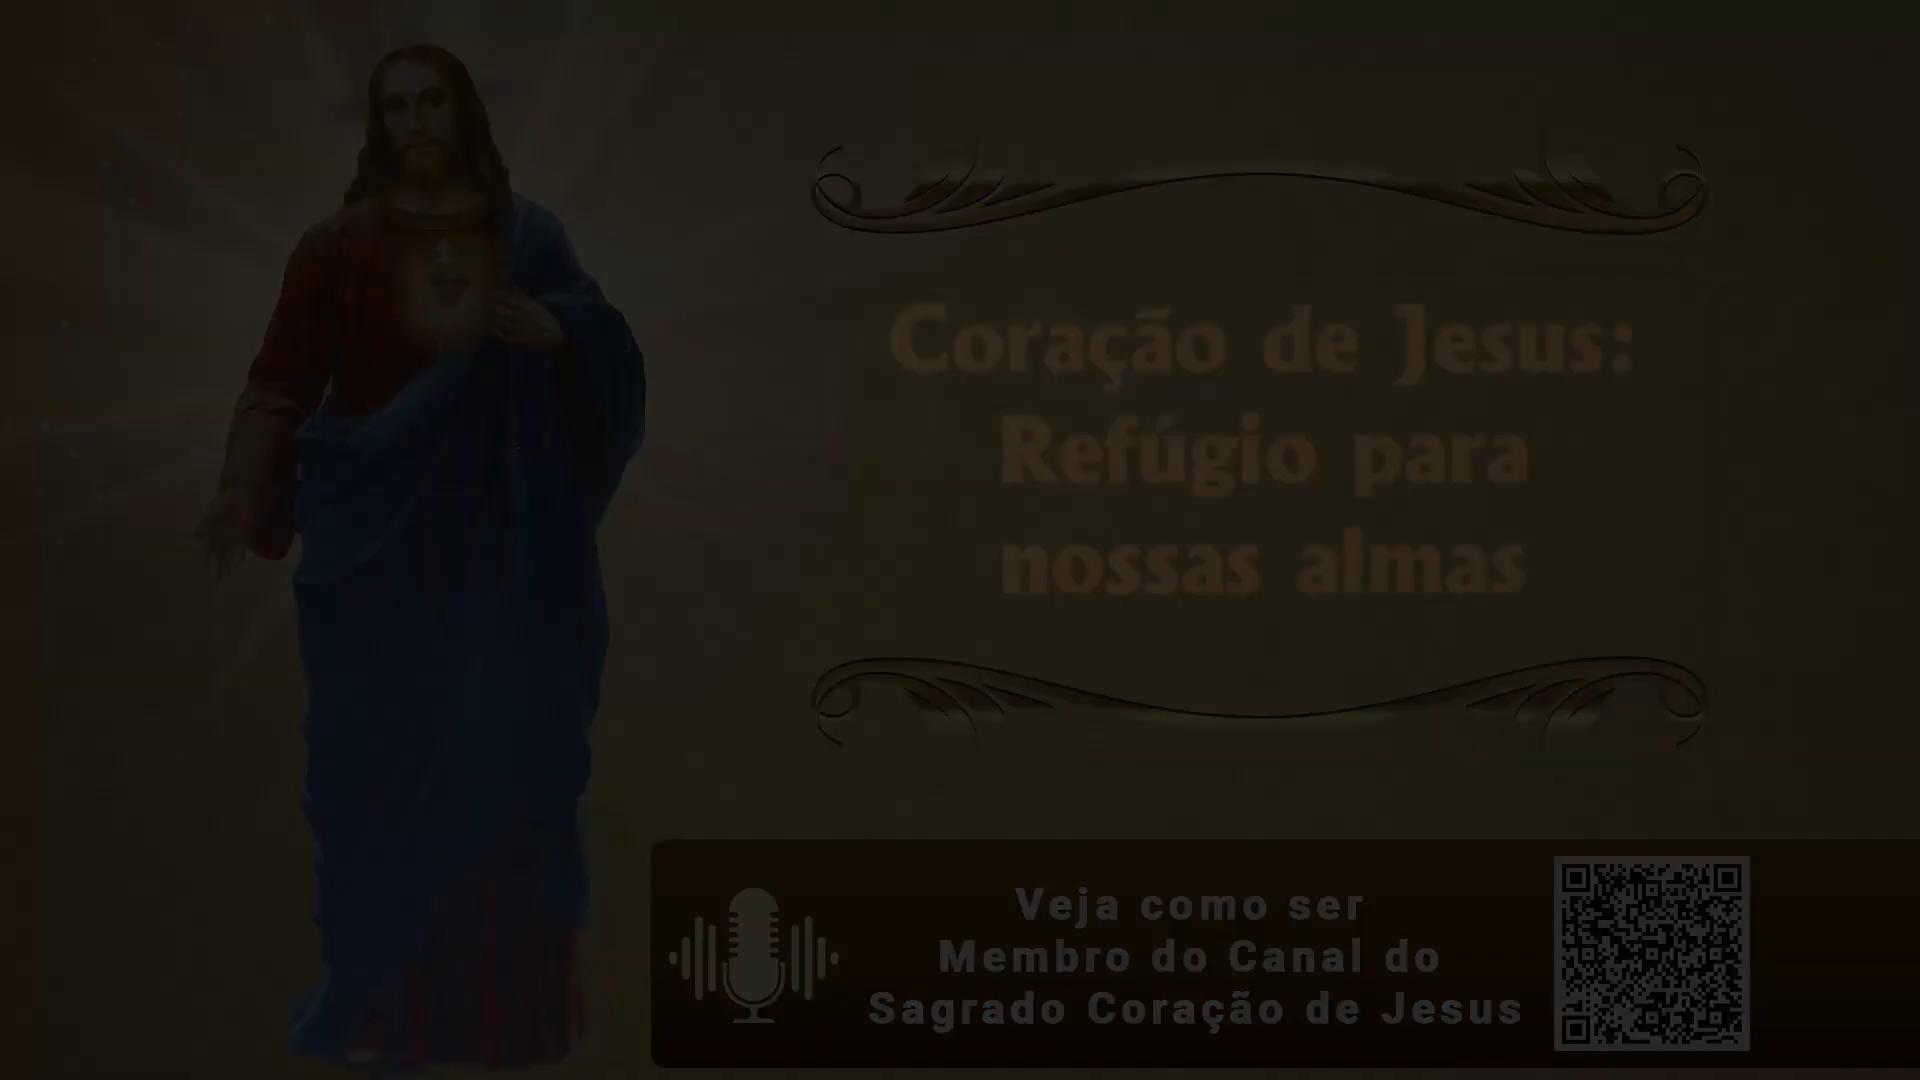 Coração de Jesus:
Refúgio para
nossas almas
Veja como ser
Membro do Canal do
Sagrado Coração de Jesus